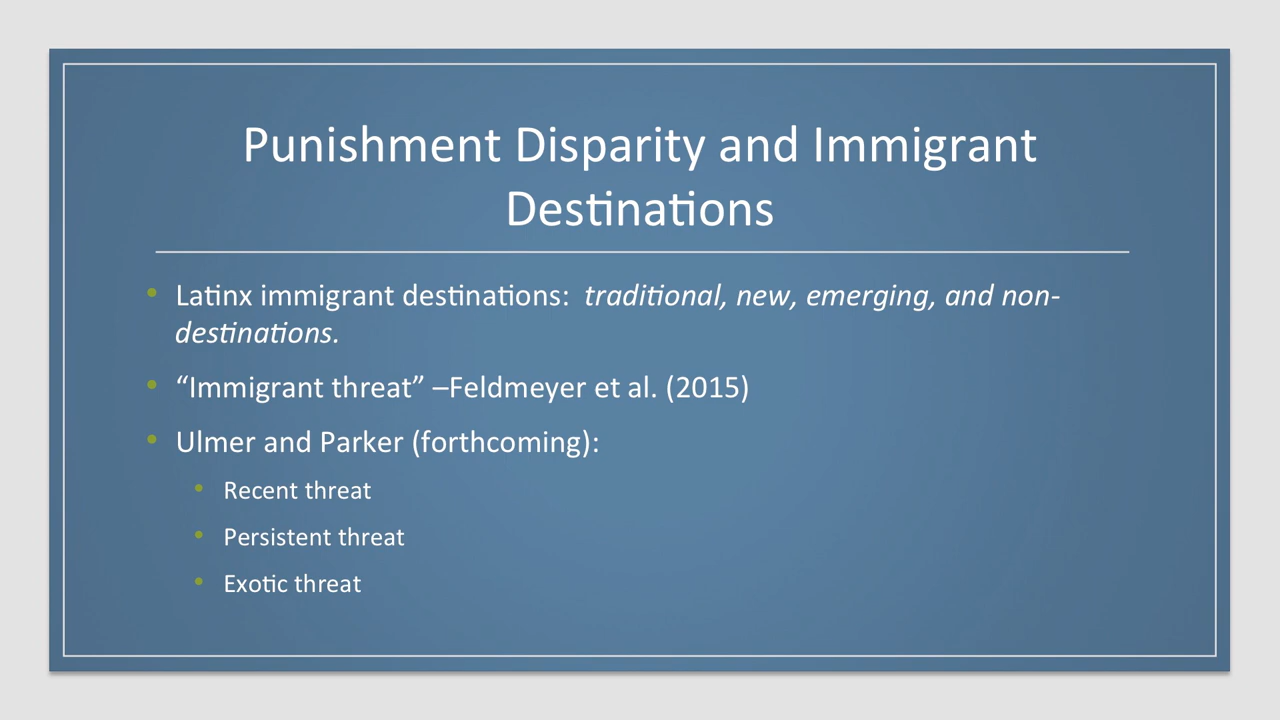 Punishment Disparity and Immigrant
Destinations
• Latinx immigrant destinations:  traditional, new, emerging, and non-
destinations.
• “Immigrant threat” –Feldmeyer et al. (2015)
• Ulmer and Parker (forthcoming):
• Recent threat
• Persistent threat
• Exotic threat